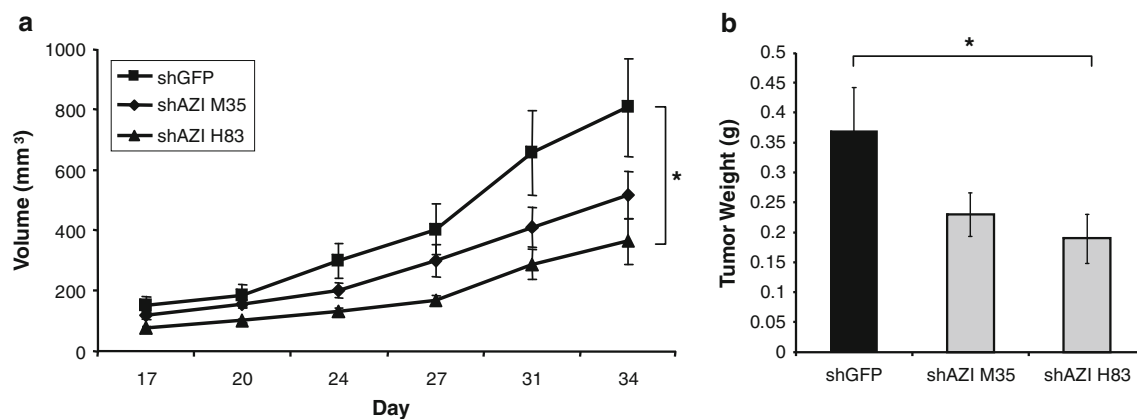 a
1000
800
600
400
200
0
Volume (mm³)
shGFP
shAZI M35
shAZI H83
*
17 20 24 27 31 34
Day
b
0.5
0.45
0.4
0.35
0.3
0.25
0.2
0.15
0.1
0.05
0
Tumor Weight (g)
*
shGFP shAZI M35 shAZI H83